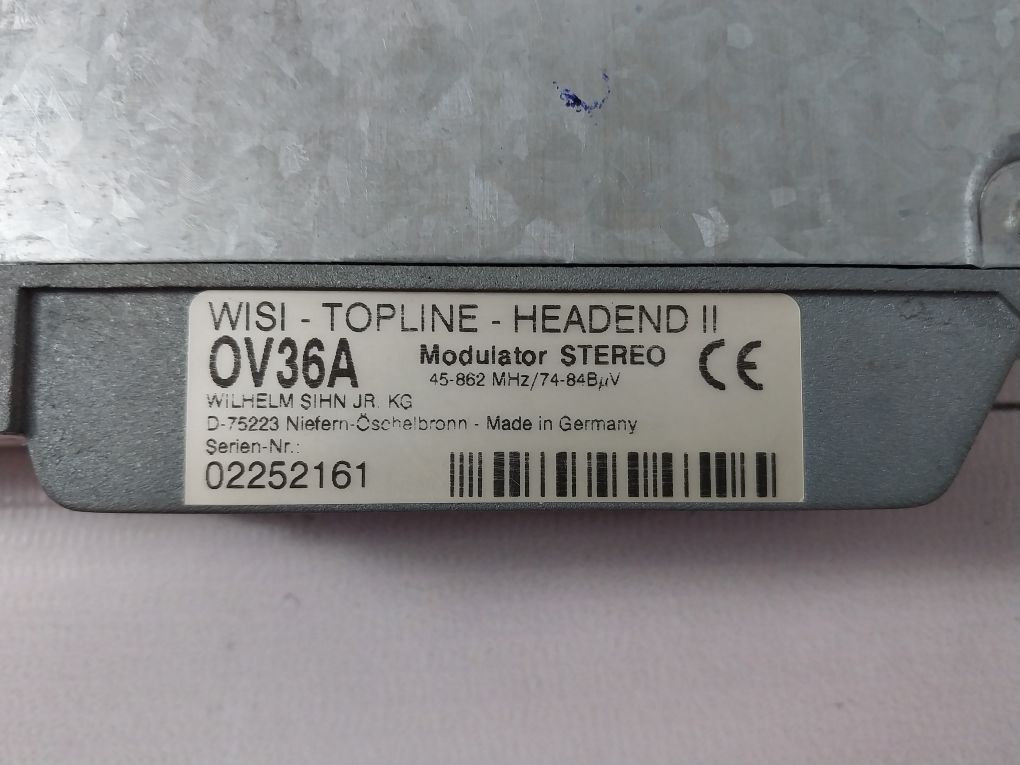 WISI - TOPLINE - HEADEND II
OV36A Modulator STEREO CE
45-862 MHz/74-84BµV
WILHELM SIHN JR. KG
D-75223 Niefern-Öschelbronn - Made in Germany
Serien-Nr.:
02252161